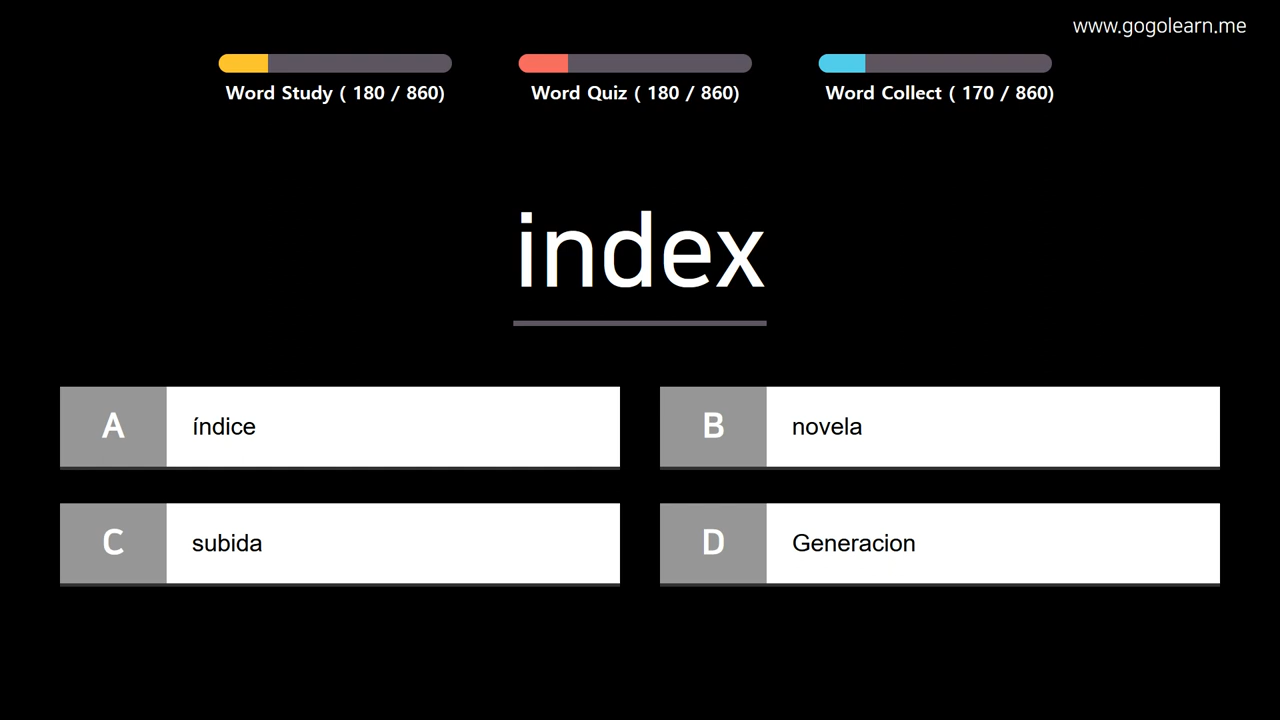 www.gogolearn.me
Word Study ( 180 / 860)
Word Quiz ( 180 / 860)
Word Collect ( 170 / 860)
index
A índice
B novela
C subida
D Generacion